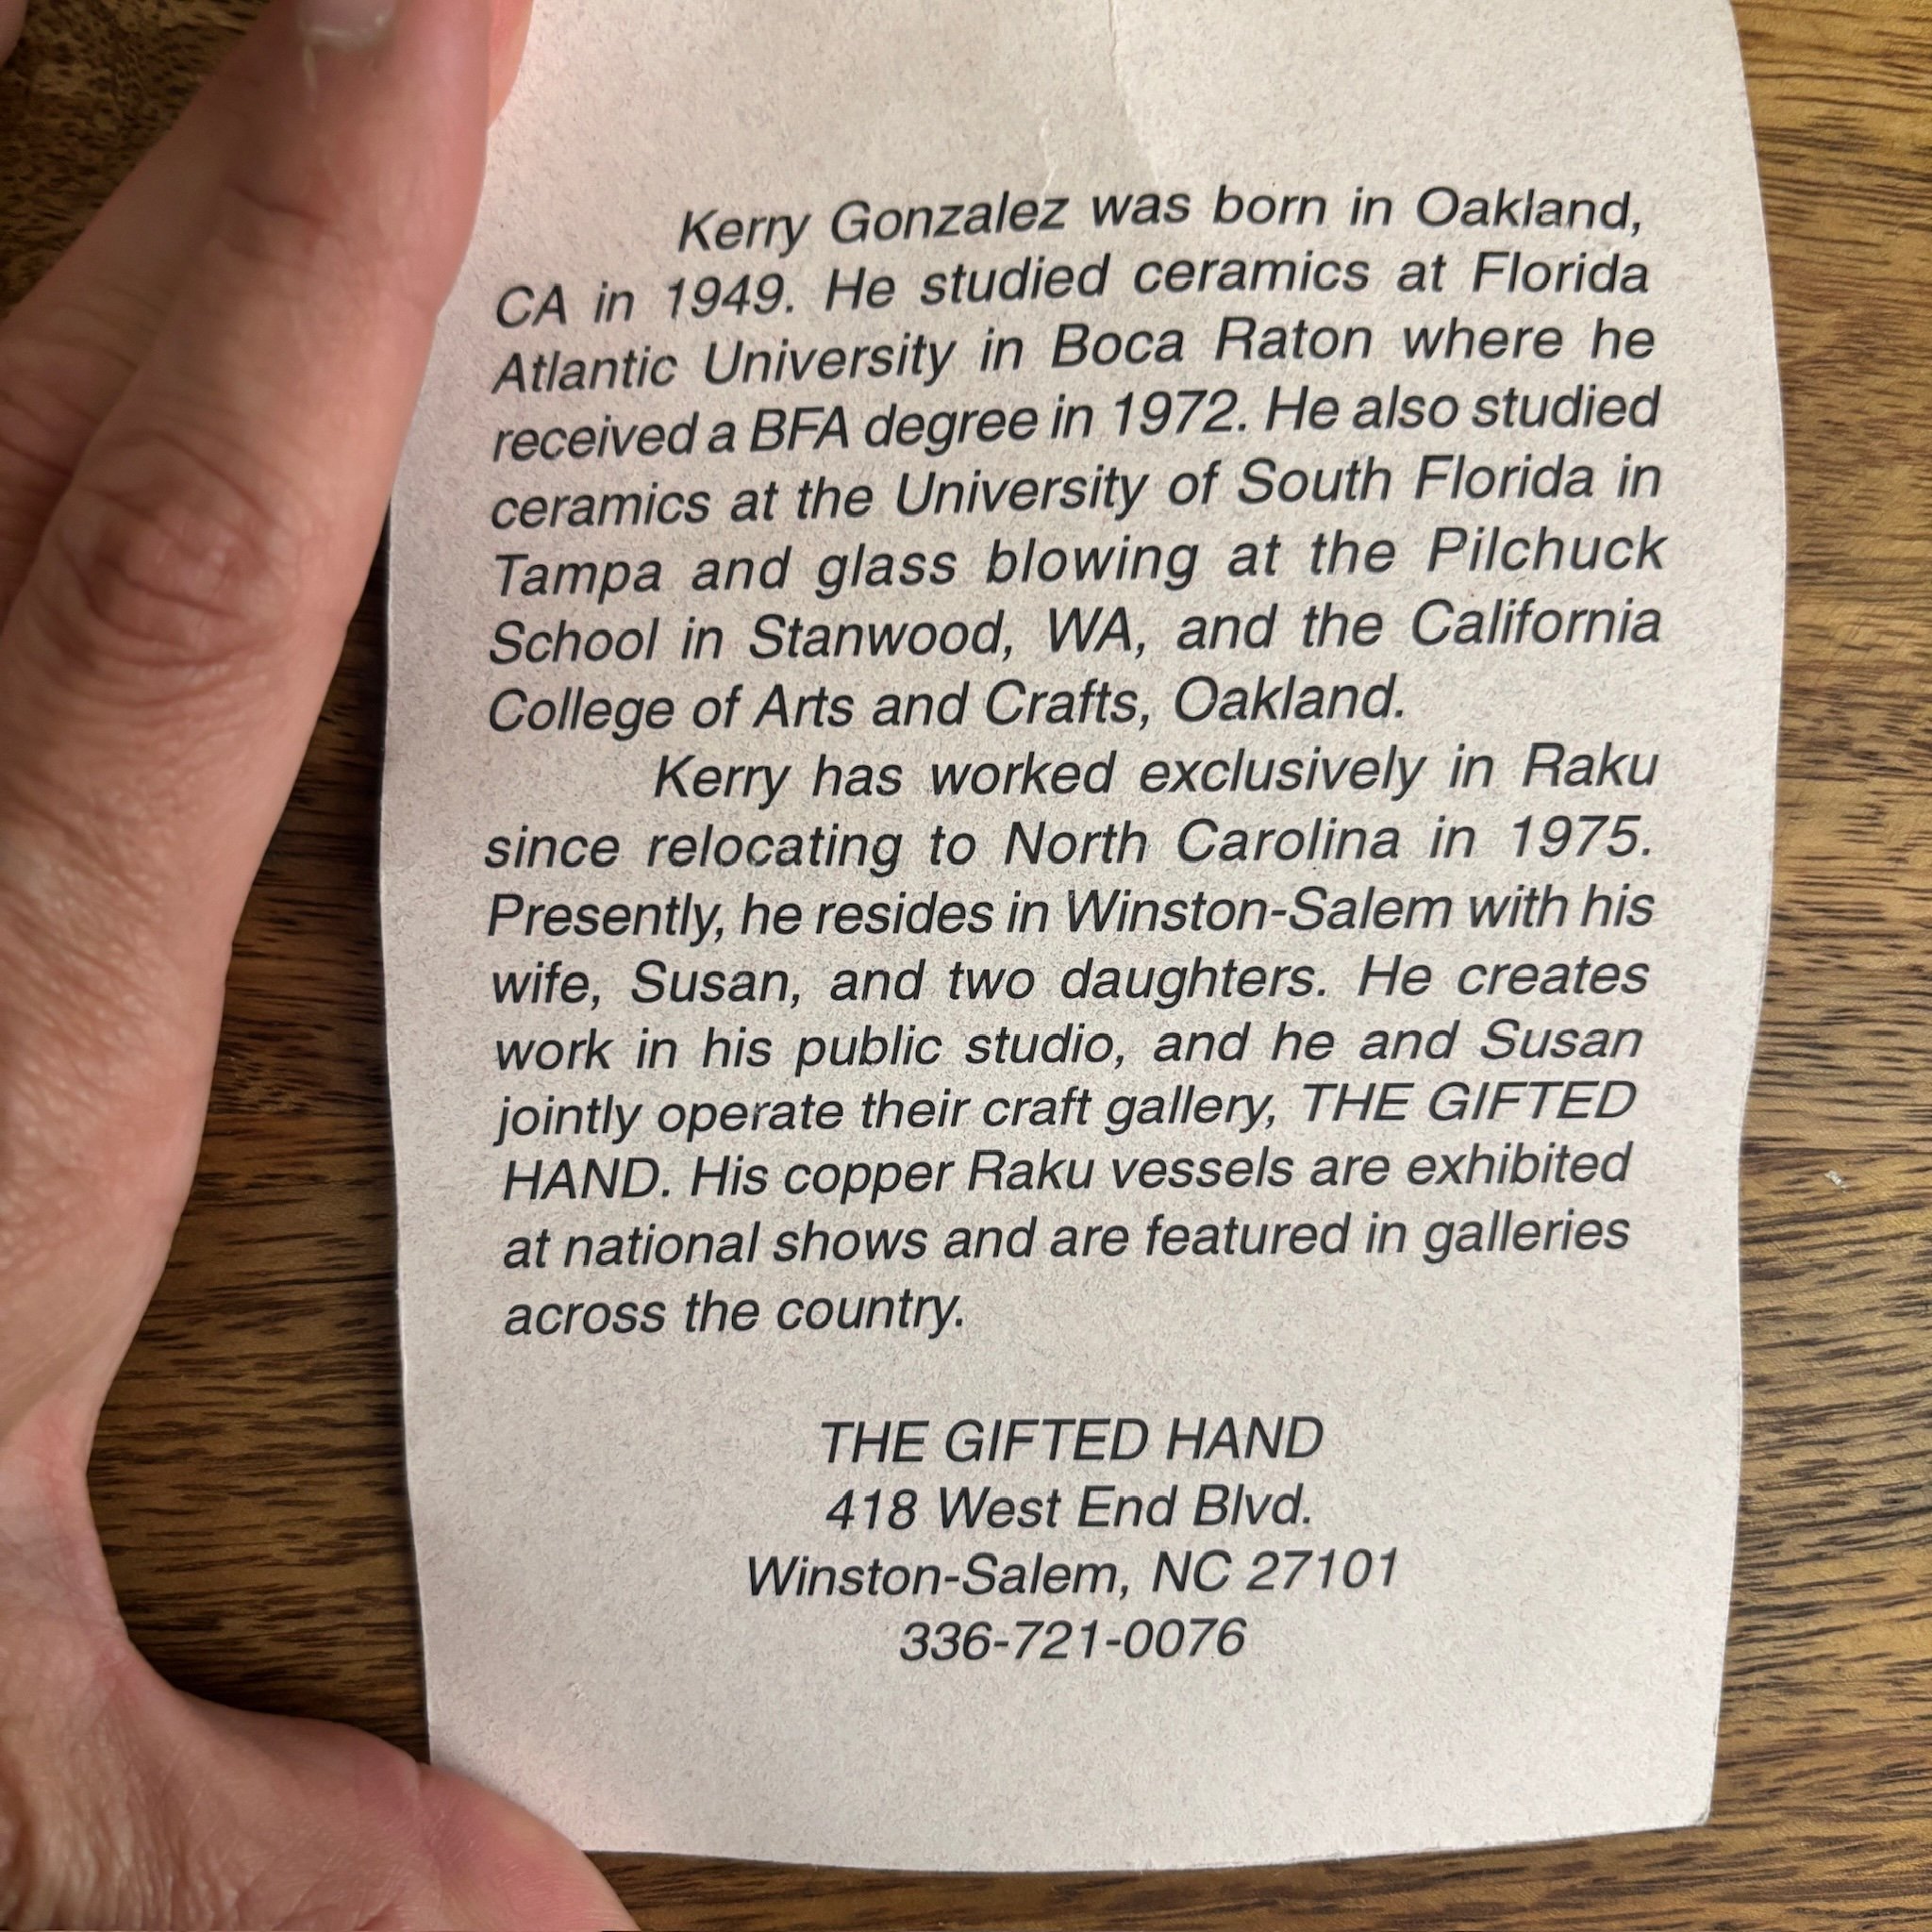 Kerry Gonzalez was born in Oakland,
CA in 1949. He studied ceramics at Florida
Atlantic University in Boca Raton where he
received a BFA degree in 1972. He also studied
ceramics at the University of South Florida in
Tampa and glass blowing at the Pilchuck
School in Stanwood, WA, and the California
College of Arts and Crafts, Oakland.
Kerry has worked exclusively in Raku
since relocating to North Carolina in 1975.
Presently, he resides in Winston-Salem with his
wife, Susan, and two daughters. He creates
work in his public studio, and he and Susan
jointly operate their craft gallery, THE GIFTED
HAND. His copper Raku vessels are exhibited
at national shows and are featured in galleries
across the country.
THE GIFTED HAND
418 West End Blvd.
Winston-Salem, NC 27101
336-721-0076